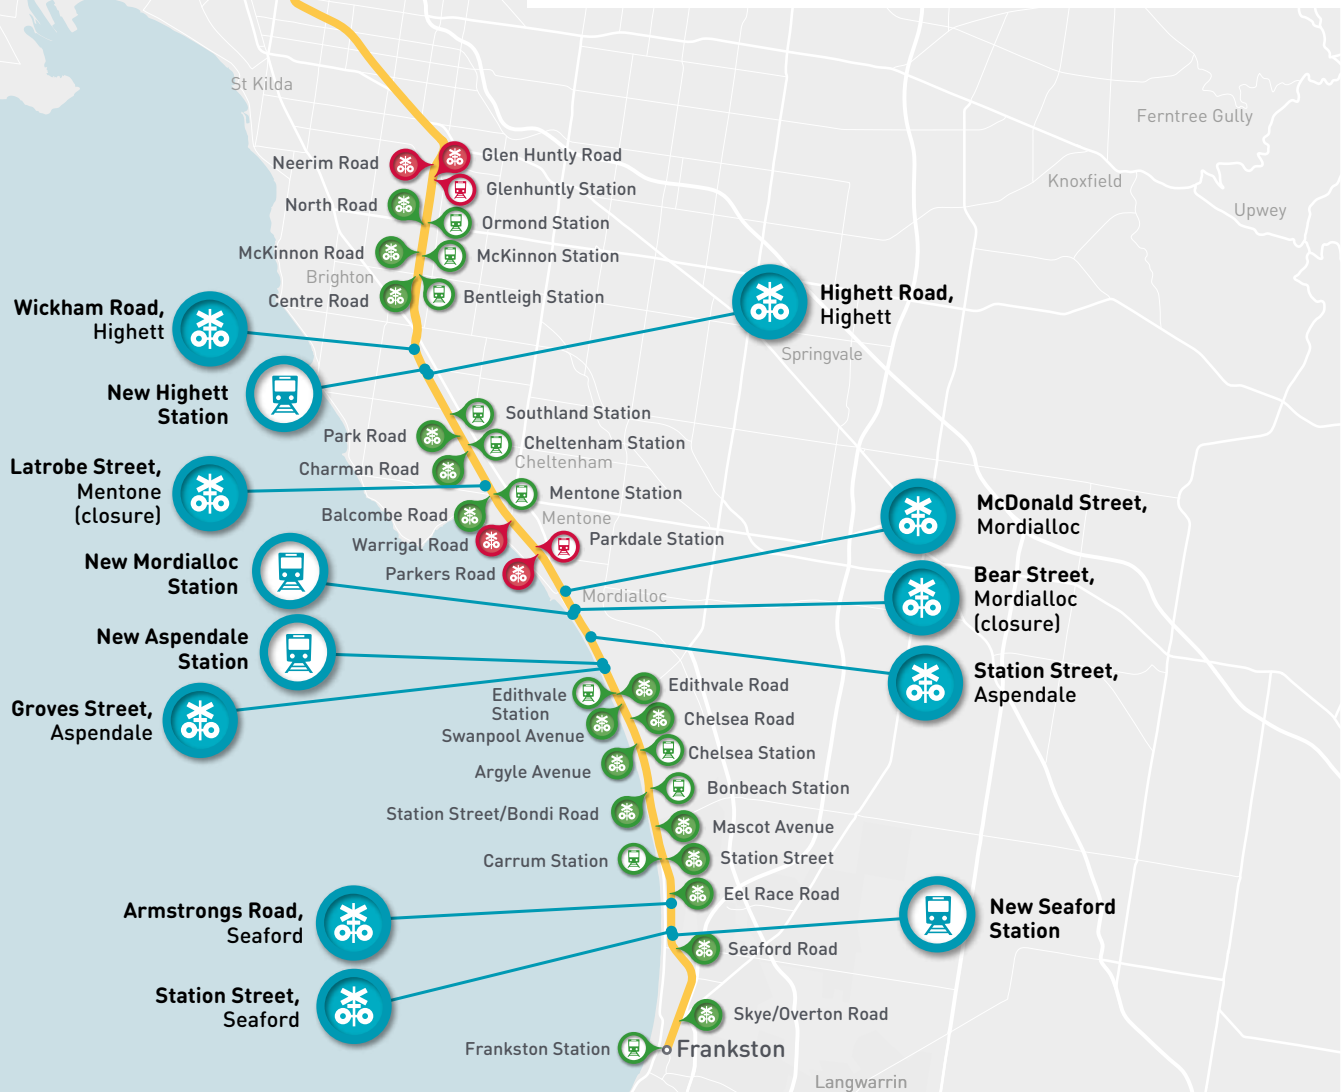 St Kilda
Ferntree Gully
Knoxfield
Upwey
Neerim Road
Glen Huntly Road
Glenhuntly Station
North Road
Ormond Station
McKinnon Road
McKinnon Station
Brighton
Centre Road
Bentleigh Station
Wickham Road,
Highett
Highett Road,
Highett
Springvale
New Highett
Station
Southland Station
Park Road
Cheltenham Station
Cheltenham
Charman Road
Latrobe Street,
Mentone
(closure)
Mentone Station
Balcombe Road
Mentone
Warrigal Road
Parkdale Station
Parkers Road
McDonald Street,
Mordialloc
New Mordialloc
Station
Mordialloc
Bear Street,
Mordialloc
(closure)
New Aspendale
Station
Station Street,
Aspendale
Groves Street,
Aspendale
Edithvale
Station
Edithvale Road
Chelsea Road
Swanpool Avenue
Chelsea Station
Argyle Avenue
Bonbeach Station
Station Street/Bondi Road
Mascot Avenue
Carrum Station
Station Street
Eel Race Road
Armstrongs Road,
Seaford
New Seaford
Station
Seaford Road
Station Street,
Seaford
Skye/Overton Road
Frankston Station
Frankston
Langwarrin